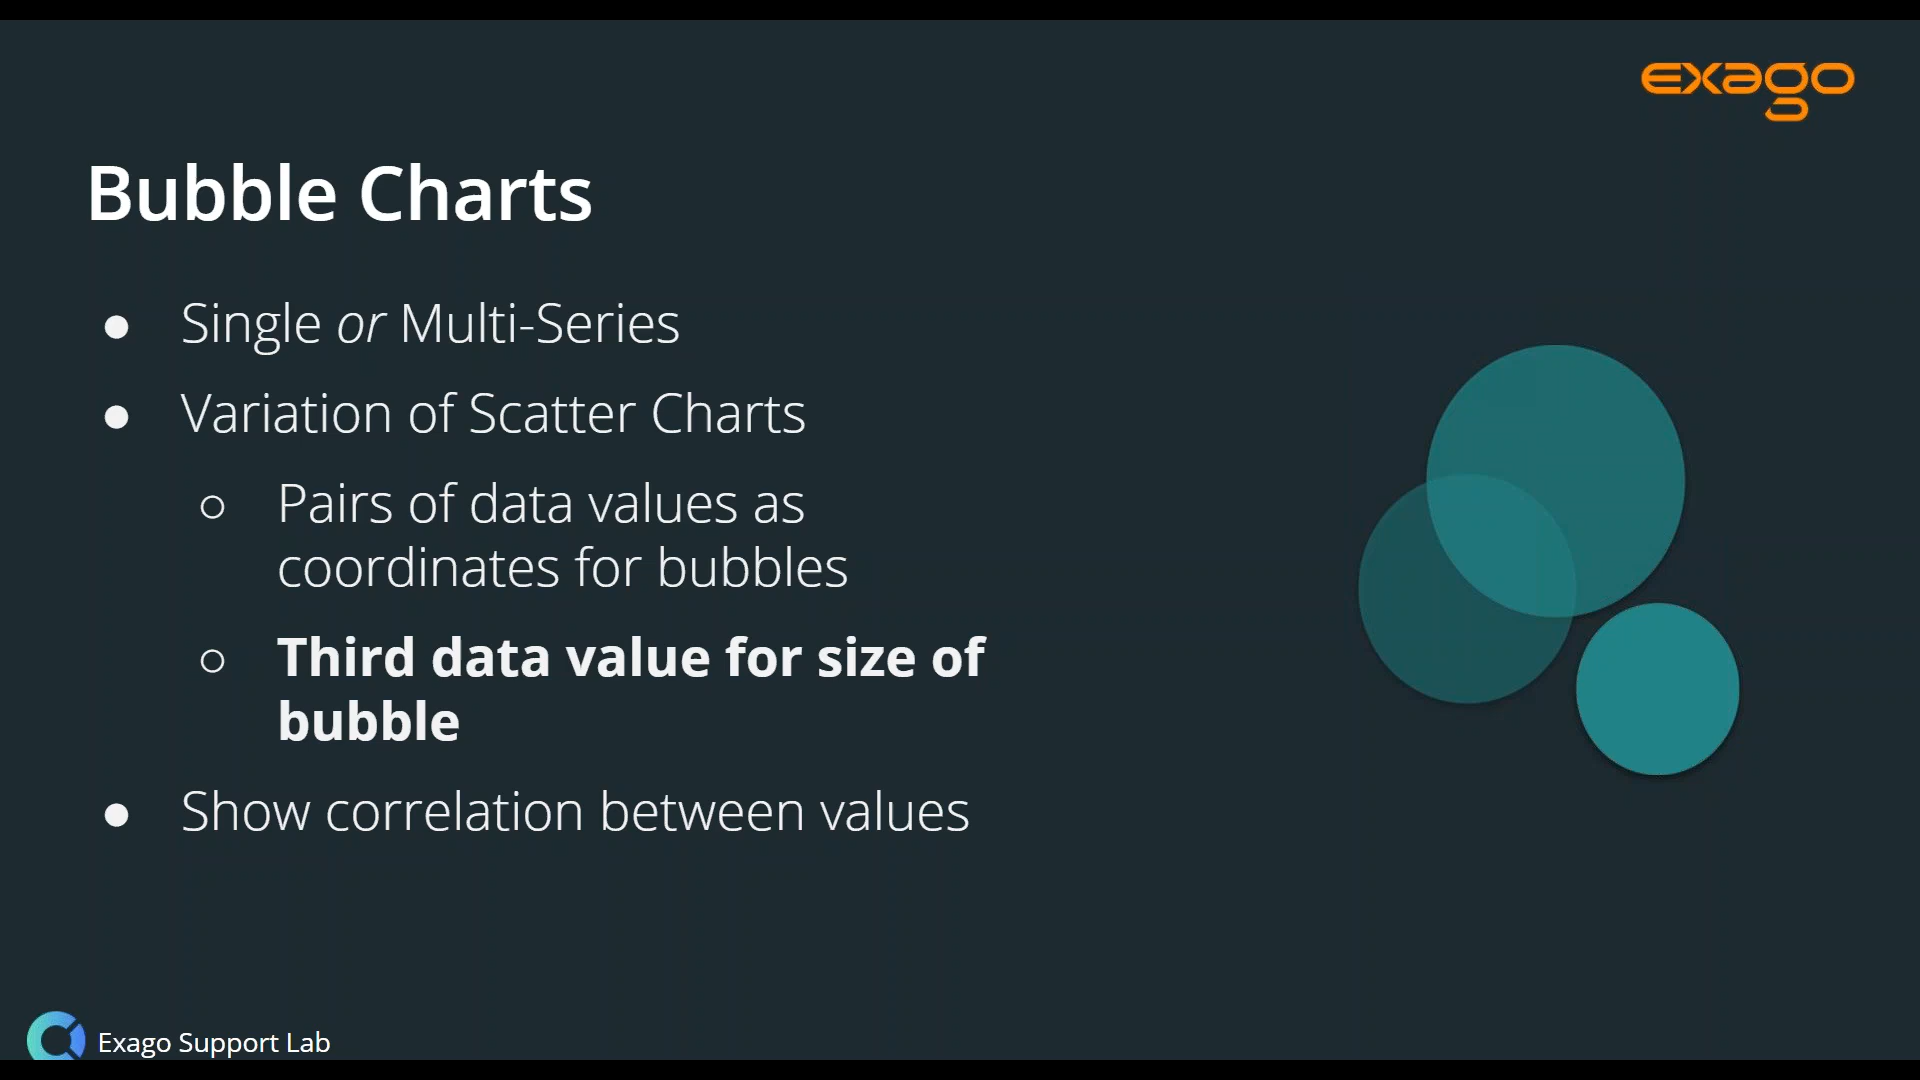 exago
Bubble Charts
● Single or Multi-Series
● Variation of Scatter Charts
○ Pairs of data values as
coordinates for bubbles
○ Third data value for size of
bubble
● Show correlation between values
Exago Support Lab